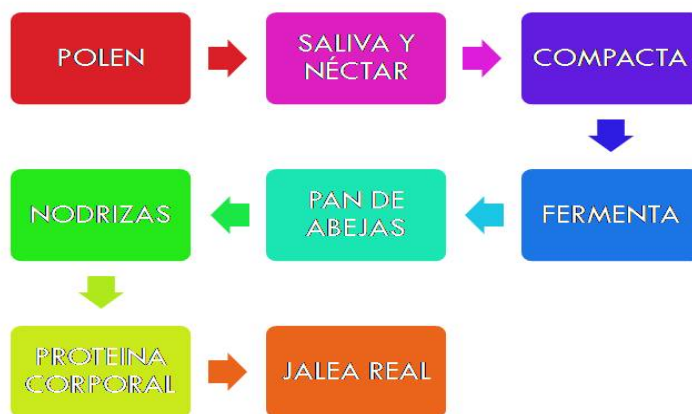 POLEN
SALIVA Y
NÉCTAR
COMPACTA
FERMENTA
PAN DE
ABEJAS
NODRIZAS
PROTEINA
CORPORAL
JALEA REAL